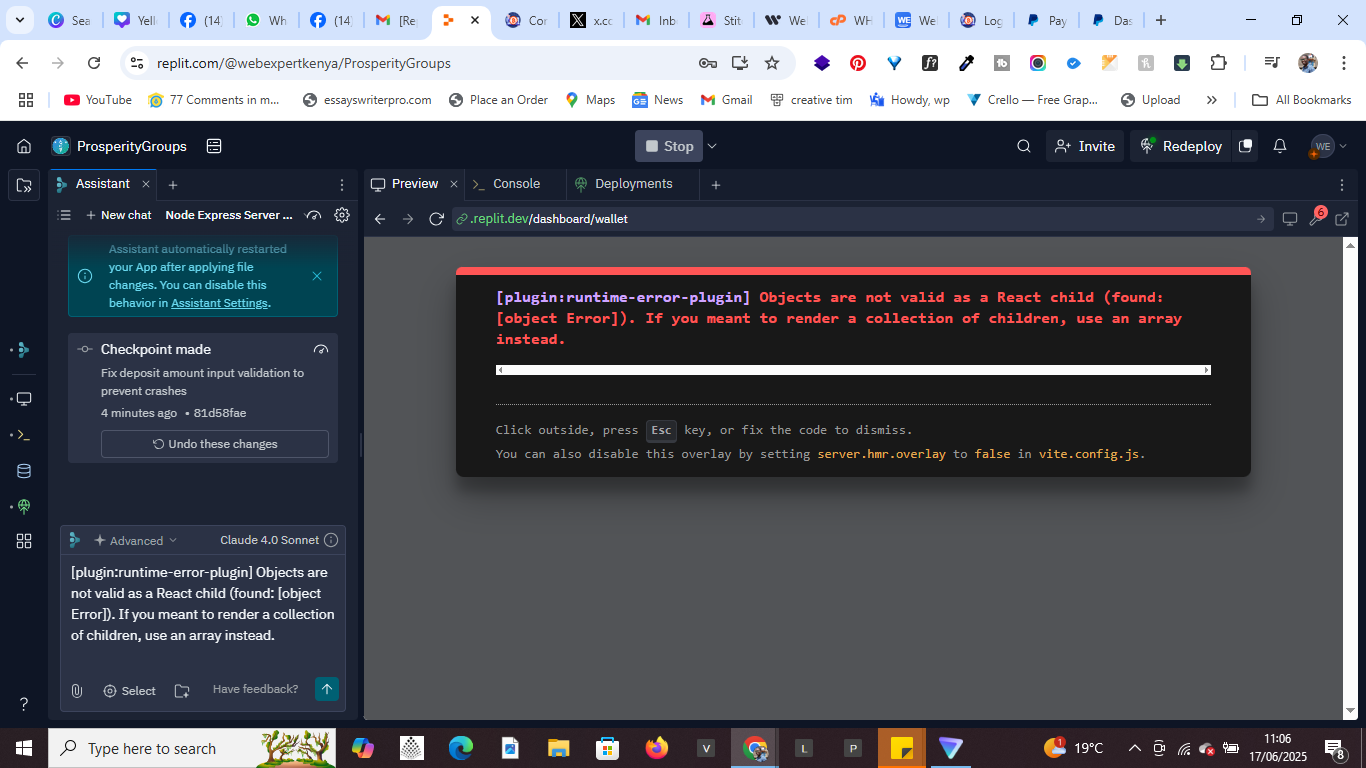 Sea
Yell
(14)
Wh
(14)
[Re
Cor
x.cc
Inb
Stit
Wel
WH
Wel
Log
Pay
Das
replit.com/@webexpertkenya/ProsperityGroups
YouTube
77 Comments in m...
essayswriterpro.com
Place an Order
Maps
News
Gmail
creative tim
Howdy, wp
Crello — Free Grap...
Upload
All Bookmarks
ProsperityGroups
Stop
Invite
Redeploy
WE
Assistant
Preview
Console
Deployments
New chat
Node Express Server ...
.replit.dev/dashboard/wallet
6
Assistant automatically restarted
your App after applying file
changes. You can disable this
behavior in Assistant Settings.
Checkpoint made
Fix deposit amount input validation to
prevent crashes
4 minutes ago • 81d58fae
Undo these changes
Advanced
Claude 4.0 Sonnet
[plugin:runtime-error-plugin] Objects are
not valid as a React child (found: [object
Error]). If you meant to render a collection
of children, use an array instead.
Select
Have feedback?
[plugin:runtime-error-plugin] Objects are not valid as a React child (found:
[object Error]). If you meant to render a collection of children, use an array
instead.
Click outside, press Esc key, or fix the code to dismiss.
You can also disable this overlay by setting server.hmr.overlay to false in vite.config.js.
Type here to search
V
L
P
1
19°C
11:06
17/06/2025
8